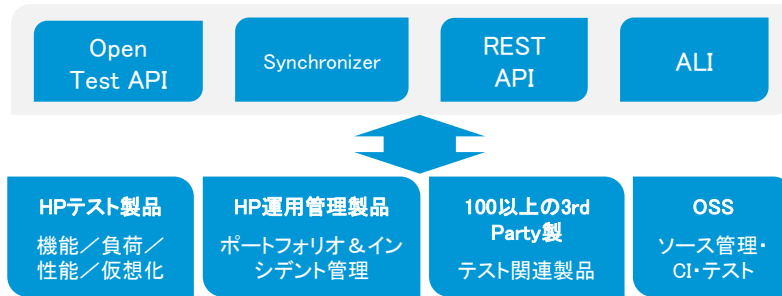 Open
Test API
Synchronizer
REST
API
ALI
HPテスト製品
機能／負荷／
性能／仮想化
HP運用管理製品
ポートフォリオ＆イン
シデント管理
100以上の3rd
Party製
テスト関連製品
OSS
ソース管理・
CI・テスト